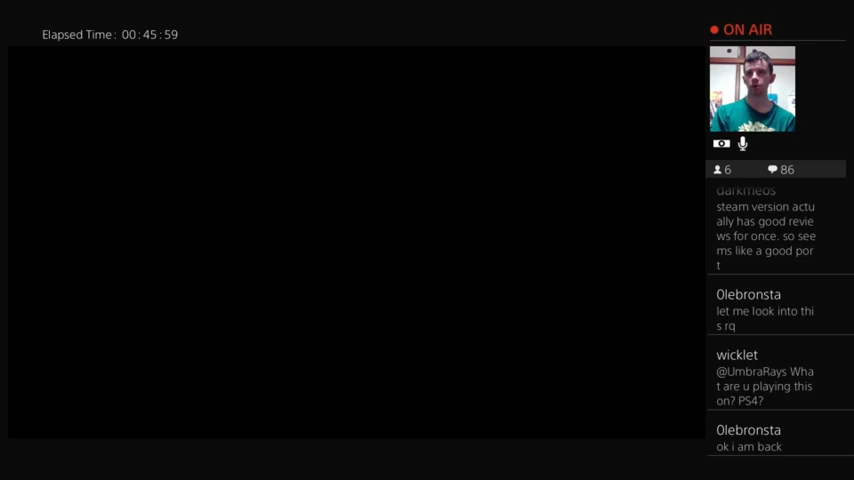 Elapsed Time: 00:45:59
ON AIR
6 86
darkmeos
steam version actu
ally has good revie
ws for once. so see
ms like a good por
t
0lebronsta
let me look into thi
s rq
wicklet
@UmbraRays Wha
t are u playing this
on? PS4?
0lebronsta
ok i am back